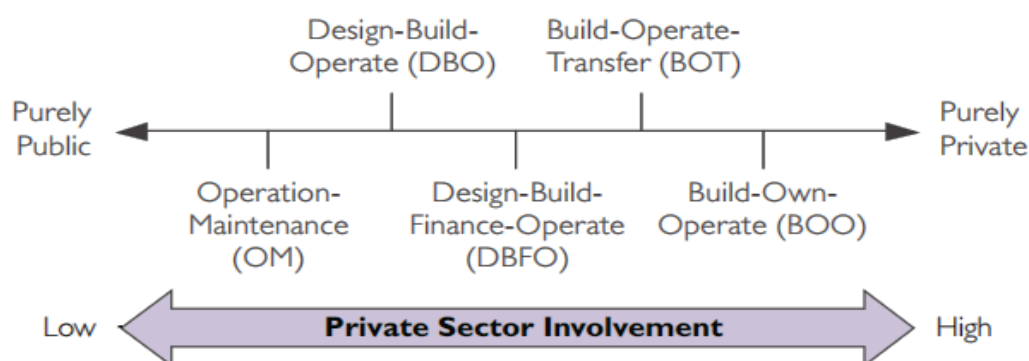 Design-Build-
Operate (DBO)
Build-Operate-
Transfer (BOT)
Purely
Public
Purely
Private
Operation-
Maintenance
(OM)
Design-Build-
Finance-Operate
(DBFO)
Build-Own-
Operate (BOO)
Low
Private Sector Involvement
High